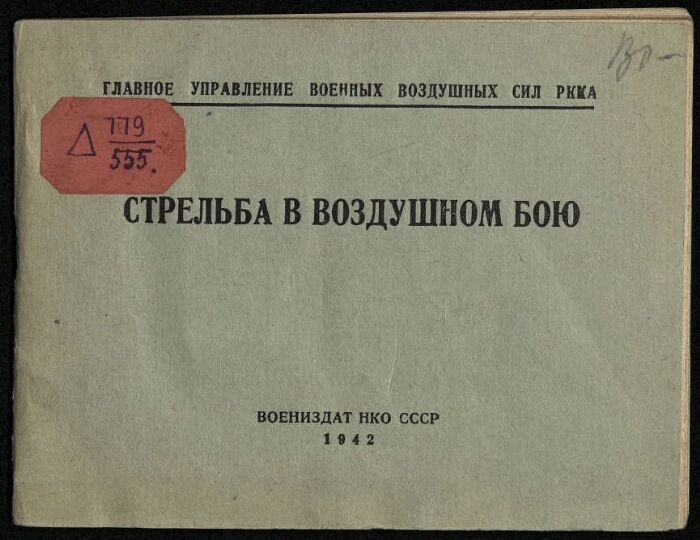 ГЛАВНОЕ УПРАВЛЕНИЕ ВОЕННЫХ ВОЗДУШНЫХ СИЛ РККА
Д 779
555.
СТРЕЛЬБА В ВОЗДУШНОМ БОЮ
ВОЕНИЗДАТ НКО СССР
1942